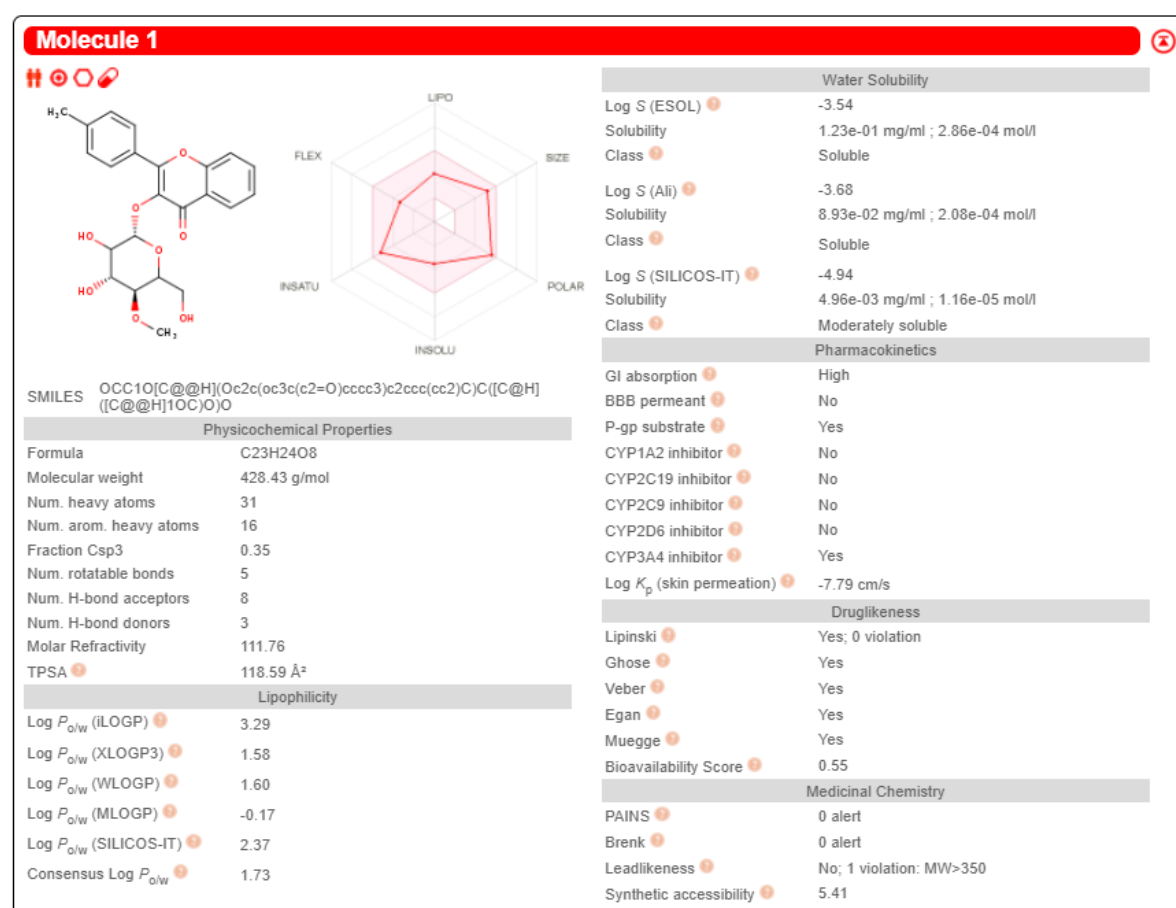 Molecule 1
H₃C
O
O
O
HO
O
HO
O
OH
CH₃
LIPO
FLEX
SIZE
INSATU
POLAR
INSOLU
SMILES OCC1O[C@@H](Oc2c(oc3c(c2=O)cccc3)c2ccc(cc2)C)C([C@H]
([C@@H]1OC)O)O
Physicochemical Properties
Formula C23H24O8
Molecular weight 428.43 g/mol
Num. heavy atoms 31
Num. arom. heavy atoms 16
Fraction Csp3 0.35
Num. rotatable bonds 5
Num. H-bond acceptors 8
Num. H-bond donors 3
Molar Refractivity 111.76
TPSA ? 118.59 Å²
Lipophilicity
Log Po/w (iLOGP) ? 3.29
Log Po/w (XLOGP3) ? 1.58
Log Po/w (WLOGP) ? 1.60
Log Po/w (MLOGP) ? -0.17
Log Po/w (SILICOS-IT) ? 2.37
Consensus Log Po/w ? 1.73
Water Solubility
Log S (ESOL) ? -3.54
Solubility 1.23e-01 mg/ml ; 2.86e-04 mol/l
Class ? Soluble
Log S (Ali) ? -3.68
Solubility 8.93e-02 mg/ml ; 2.08e-04 mol/l
Class ? Soluble
Log S (SILICOS-IT) ? -4.94
Solubility 4.96e-03 mg/ml ; 1.16e-05 mol/l
Class ? Moderately soluble
Pharmacokinetics
GI absorption ? High
BBB permeant ? No
P-gp substrate ? Yes
CYP1A2 inhibitor ? No
CYP2C19 inhibitor ? No
CYP2C9 inhibitor ? No
CYP2D6 inhibitor ? No
CYP3A4 inhibitor ? Yes
Log Kp (skin permeation) ? -7.79 cm/s
Druglikeness
Lipinski ? Yes; 0 violation
Ghose ? Yes
Veber ? Yes
Egan ? Yes
Muegge ? Yes
Bioavailability Score ? 0.55
Medicinal Chemistry
PAINS ? 0 alert
Brenk ? 0 alert
Leadlikeness ? No; 1 violation: MW>350
Synthetic accessibility ? 5.41